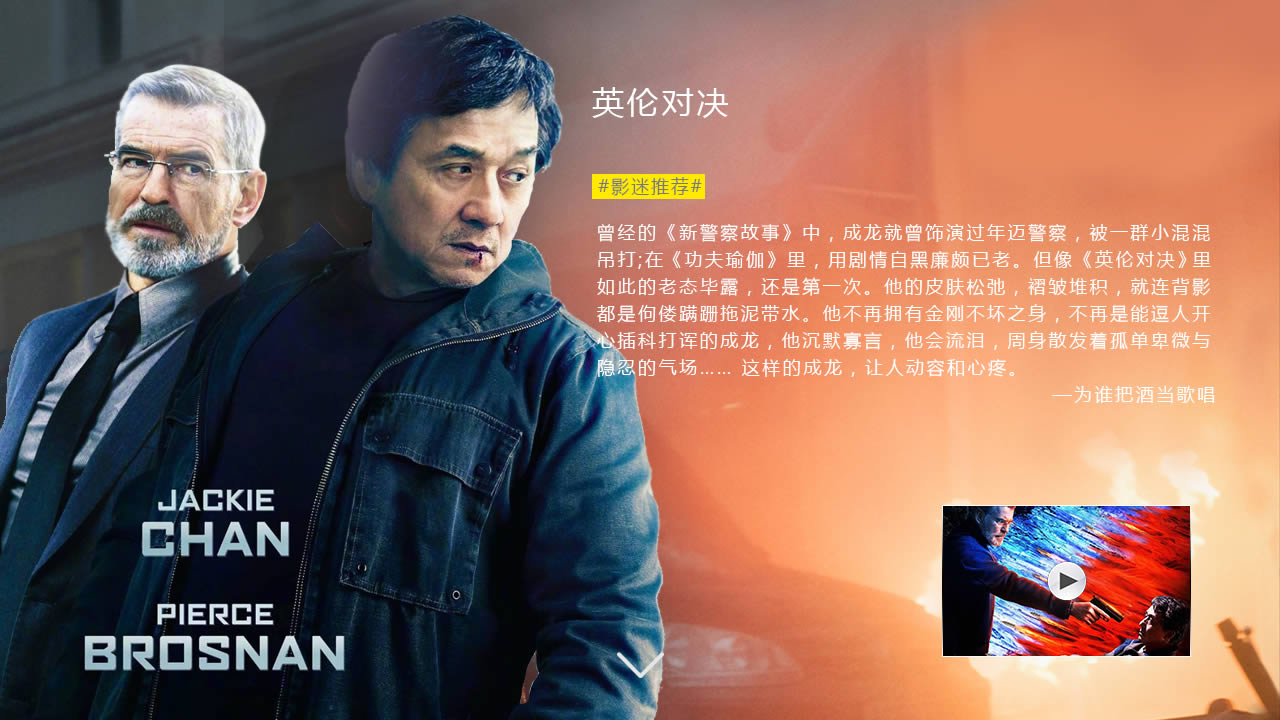 英伦对决
#影迷推荐#
曾经的《新警察故事》中，成龙就曾饰演过年迈警察，被一群小混混
吊打;在《功夫瑜伽》里，用剧情自黑廉颇已老。但像《英伦对决》里
如此的老态毕露，还是第一次。他的皮肤松弛，褶皱堆积，就连背影
都是佝偻蹒跚拖泥带水。他不再拥有金刚不坏之身，不再是能逗人开
心插科打诨的成龙，他沉默寡言，他会流泪，周身散发着孤单卑微与
隐忍的气场…… 这样的成龙，让人动容和心疼。
—为谁把酒当歌唱
JACKIE
CHAN
PIERCE
BROSNAN